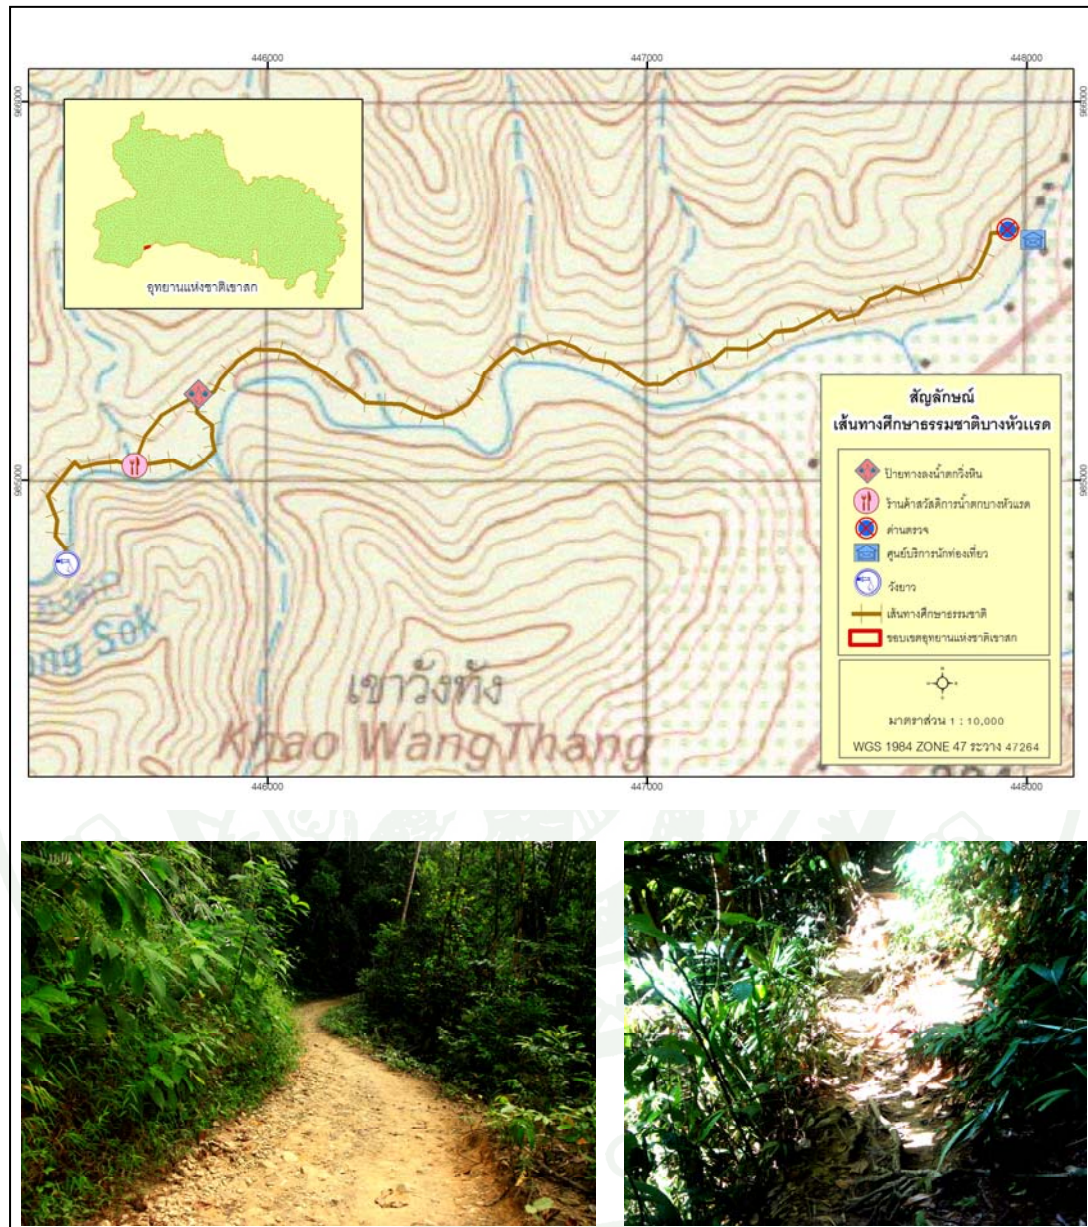 446000
447000
448000
966000
966000
อุทยานแห่งชาติเขาสก
985000
985000
สัญลักษณ์
เส้นทางศึกษาธรรมชาติบางหัวแรด
ป้ายทางลงน้ำตกวิ่งหิน
ร้านค้าสวัสดิการน้ำตกบางหัวแรด
ด่านตรวจ
ศูนย์บริการนักท่องเที่ยว
วังยาว
เส้นทางศึกษาธรรมชาติ
ขอบเขตอุทยานแห่งชาติเขาสก
มาตราส่วน 1 : 10,000
WGS 1984 ZONE 47 ระวาง 47264
ong Sok
เขาวังทัง
Khao Wang Thang
446000
447000
448000